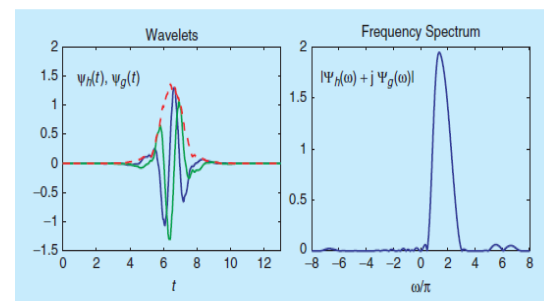 Wavelets
2
1.5
1
0.5
0
−0.5
−1
−1.5
ψh(t), ψg(t)
0 2 4 6 8 10 12
t
Frequency Spectrum
2
1.5
1
0.5
0
|Ψh(ω) + j Ψg(ω)|
−8 −6 −4 −2 0 2 4 6 8
ω/π